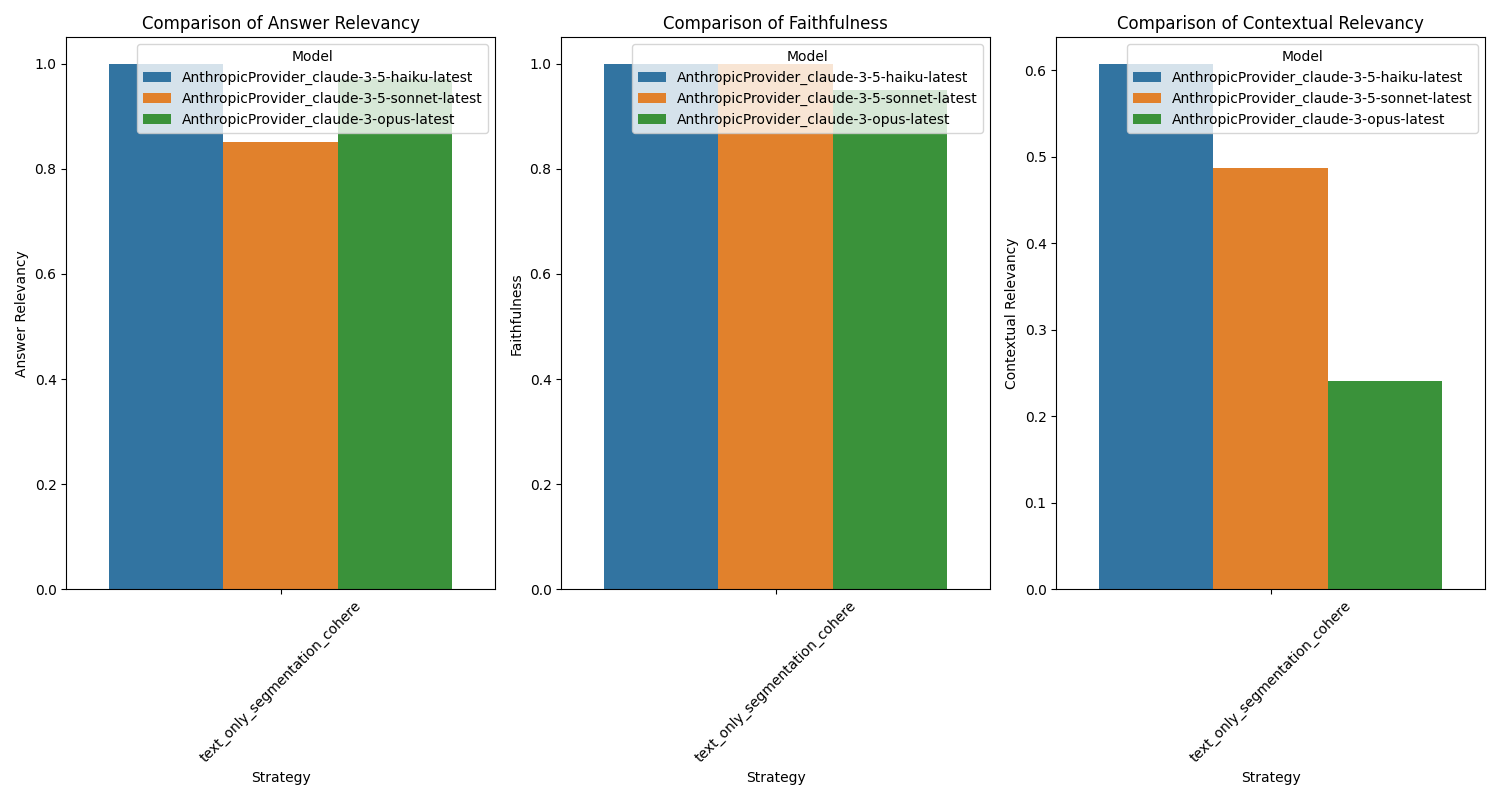 Comparison of Answer Relevancy
Model
AnthropicProvider_claude-3-5-haiku-latest
AnthropicProvider_claude-3-5-sonnet-latest
AnthropicProvider_claude-3-opus-latest
1.0
0.8
0.6
0.4
0.2
0.0
Answer Relevancy
text_only_segmentation_cohere
Strategy
Comparison of Faithfulness
Model
AnthropicProvider_claude-3-5-haiku-latest
AnthropicProvider_claude-3-5-sonnet-latest
AnthropicProvider_claude-3-opus-latest
1.0
0.8
0.6
0.4
0.2
0.0
Faithfulness
text_only_segmentation_cohere
Strategy
Comparison of Contextual Relevancy
Model
AnthropicProvider_claude-3-5-haiku-latest
AnthropicProvider_claude-3-5-sonnet-latest
AnthropicProvider_claude-3-opus-latest
0.6
0.5
0.4
0.3
0.2
0.1
0.0
Contextual Relevancy
text_only_segmentation_cohere
Strategy